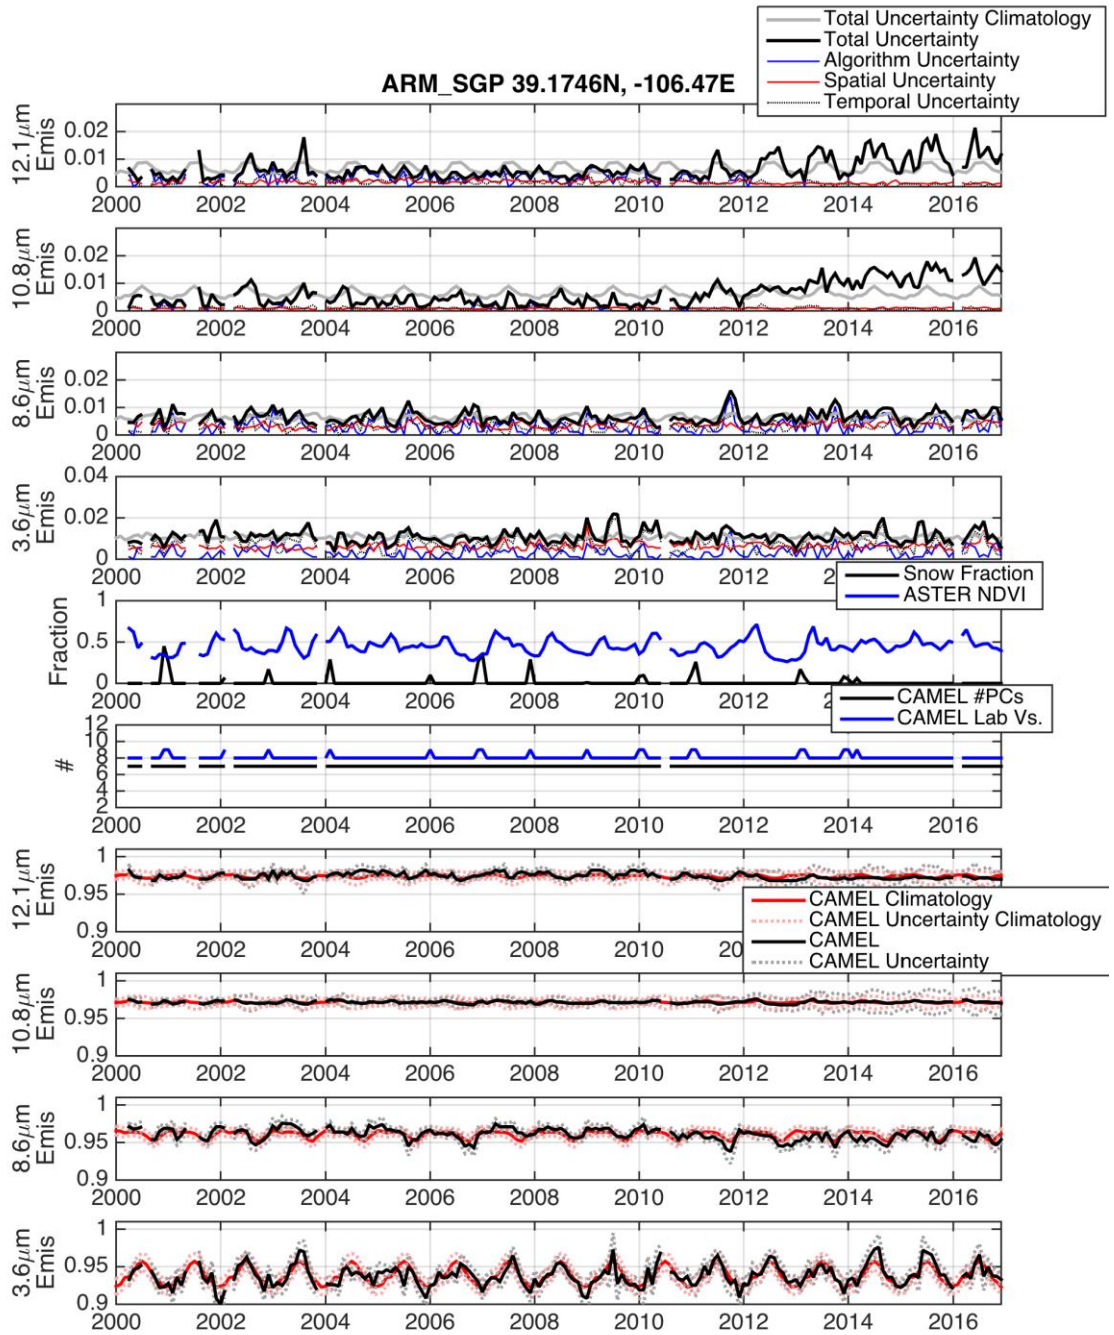 Total Uncertainty Climatology
Total Uncertainty
Algorithm Uncertainty
Spatial Uncertainty
Temporal Uncertainty
ARM_SGP 39.1746N, -106.47E
12.1μm
Emis
0.02
0.01
0
2000 2002 2004 2006 2008 2010 2012 2014 2016
10.8μm
Emis
0.02
0.01
0
2000 2002 2004 2006 2008 2010 2012 2014 2016
8.6μm
Emis
0.02
0.01
0
2000 2002 2004 2006 2008 2010 2012 2014 2016
3.6μm
Emis
0.04
0.02
0
2000 2002 2004 2006 2008 2010 2012 2014 2016
Snow Fraction
ASTER NDVI
Fraction
1
0.5
0
2000 2002 2004 2006 2008 2010 2012 2014 2016
CAMEL #PCs
CAMEL Lab Vs.
#
12
10
8
6
4
2
2000 2002 2004 2006 2008 2010 2012 2014 2016
12.1μm
Emis
1
0.95
0.9
2000 2002 2004 2006 2008 2010
CAMEL Climatology
CAMEL Uncertainty Climatology
CAMEL
CAMEL Uncertainty
10.8μm
Emis
1
0.95
0.9
2000 2002 2004 2006 2008 2010 2012 2014 2016
8.6μm
Emis
1
0.95
0.9
2000 2002 2004 2006 2008 2010 2012 2014 2016
3.6μm
Emis
1
0.95
0.9
2000 2002 2004 2006 2008 2010 2012 2014 2016